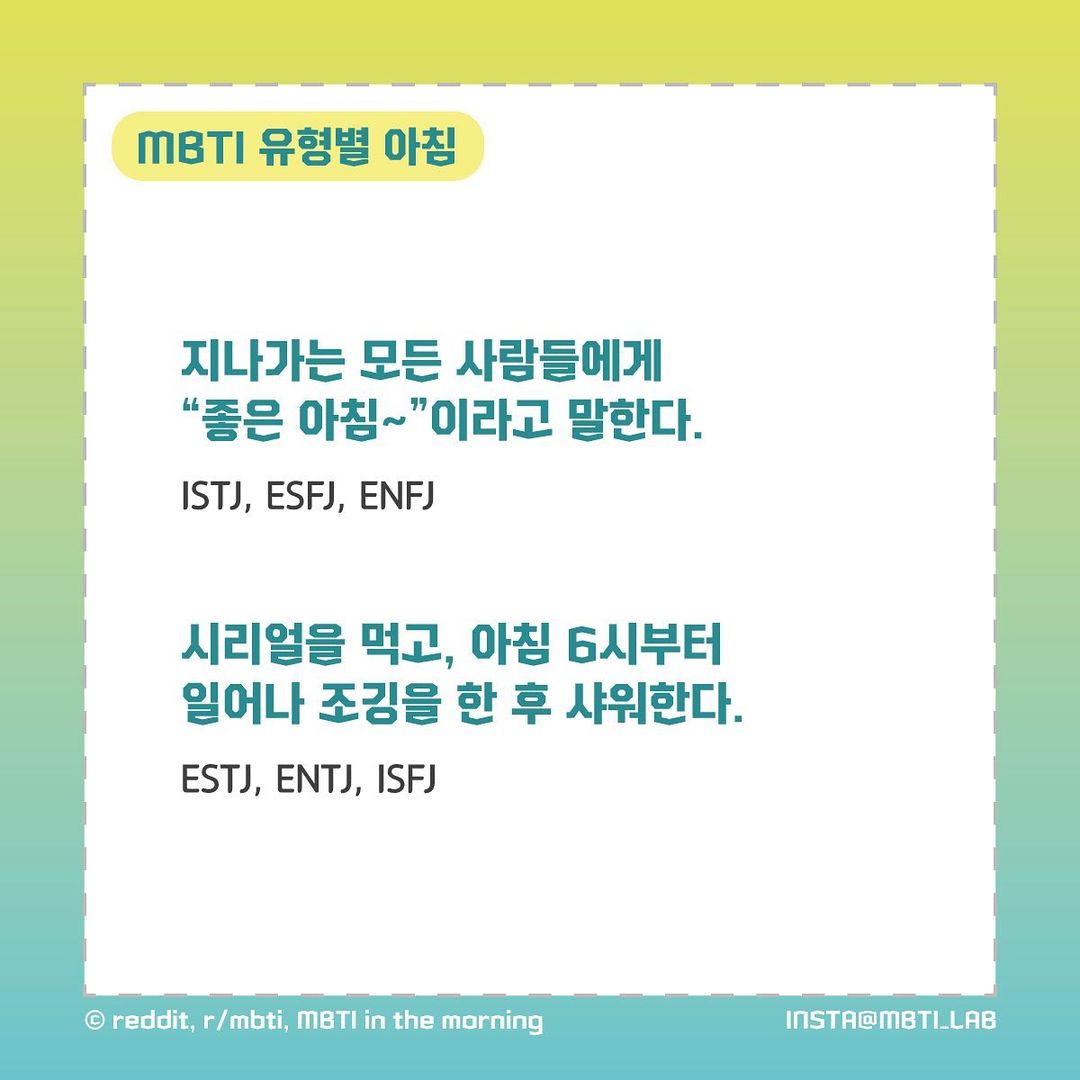 MBTI 유형별 아침
지나가는 모든 사람들에게
“좋은 아침~”이라고 말한다.
ISTJ, ESFJ, ENFJ
시리얼을 먹고, 아침 6시부터
일어나 조깅을 한 후 샤워한다.
ESTJ, ENTJ, ISFJ
© reddit, r/mbti, MBTI in the morning
INSTA@MBTI_LAB